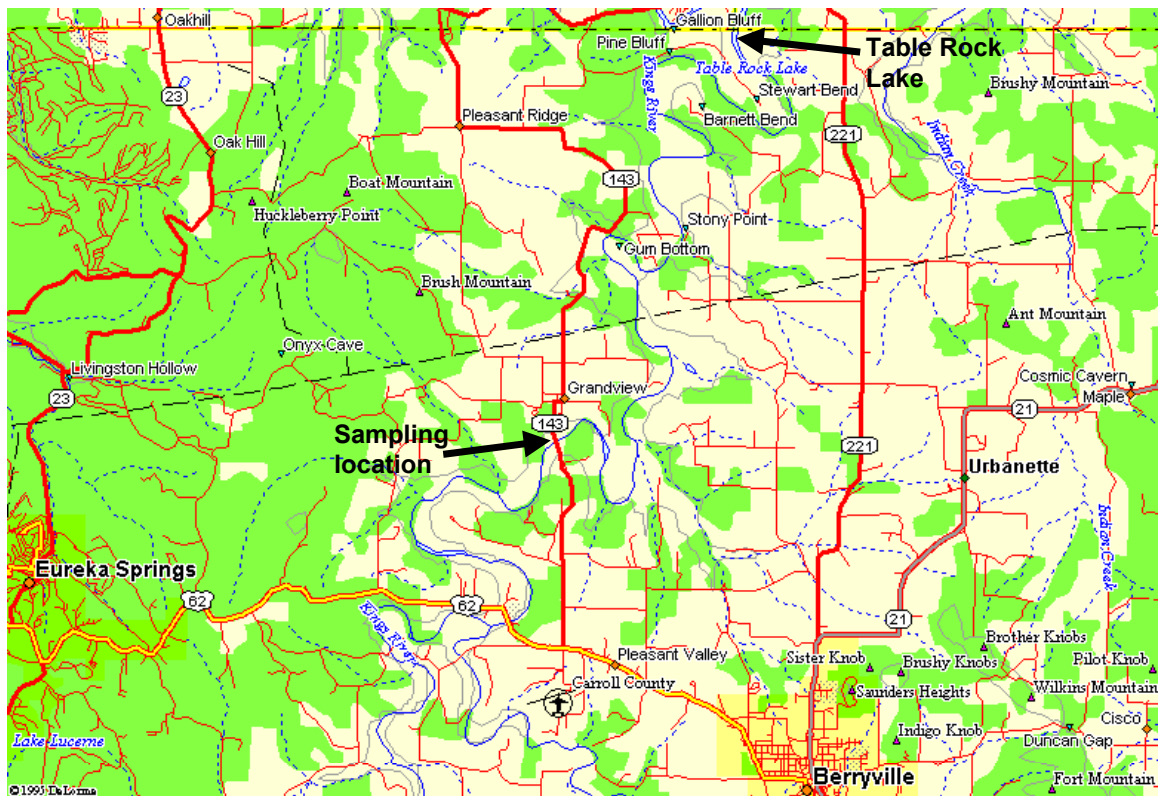 Oakhill
Gallion Bluff
Pine Bluff
Table Rock
Lake
Table Rock Lake
Kings River
Stewart Bend
Brushy Mountain
23
Barnett Bend
Pleasant Ridge
221
Indian Creek
Oak Hill
143
Boat Mountain
Huckleberry Point
Stony Point
Gum Bottom
Brush Mountain
Ant Mountain
Onyx Cave
Livingston Hollow
Cosmic Cavern
Maple
23
Grandview
21
143
Sampling
location
221
Urbanette
Indian Creek
Eureka Springs
62
62
Kings River
21
Brother Knobs
Pleasant Valley
Sister Knob
Brushy Knobs
Pilot Knob
Carroll County
Saunders Heights
Wilkins Mountain
Cisco
Lake Lucerne
Indigo Knob
Duncan Gap
Berryville
Fort Mountain
©1995 DeLorme